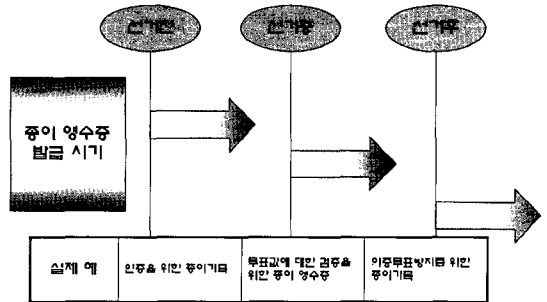 선거전 선거중 선거후
종이 영수증
발급 시기
실제 예
인증을 위한 종이기록
투표값에 대한 검증을
위한 종이 영수증
이중투표방지를 위한
종이기록